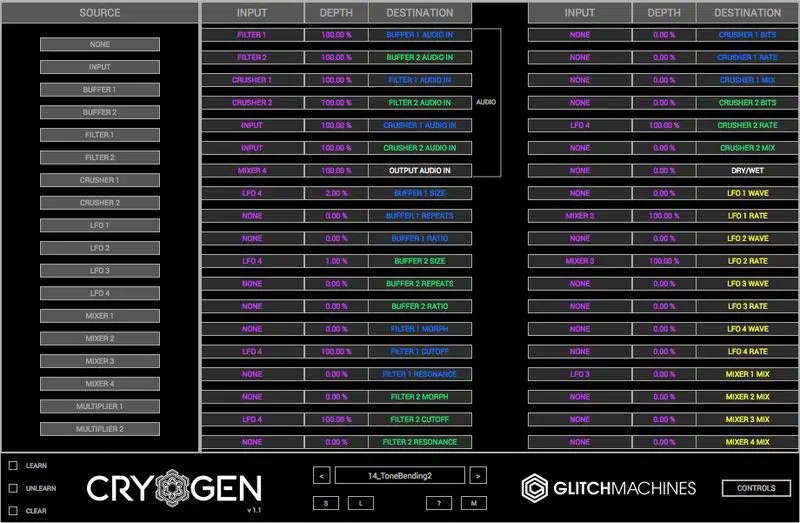 SOURCE
NONE
INPUT
BUFFER 1
BUFFER 2
FILTER 1
FILTER 2
CRUSHER 1
CRUSHER 2
LFO 1
LFO 2
LFO 3
LFO 4
MIXER 1
MIXER 2
MIXER 3
MIXER 4
MULTIPLIER 1
MULTIPLIER 2
INPUT DEPTH DESTINATION
FILTER 1 100.00 % BUFFER 1 AUDIO IN
FILTER 2 100.00 % BUFFER 2 AUDIO IN
CRUSHER 1 100.00 % FILTER 1 AUDIO IN
CRUSHER 2 100.00 % FILTER 2 AUDIO IN
INPUT 100.00 % CRUSHER 1 AUDIO IN
INPUT 100.00 % CRUSHER 2 AUDIO IN
MIXER 4 100.00 % OUTPUT AUDIO IN
AUDIO
LFO 4 2.00 % BUFFER 1 SIZE
NONE 0.00 % BUFFER 1 REPEATS
NONE 0.00 % BUFFER 1 RATIO
LFO 4 1.00 % BUFFER 2 SIZE
NONE 0.00 % BUFFER 2 REPEATS
NONE 0.00 % BUFFER 2 RATIO
NONE 0.00 % FILTER 1 MORPH
LFO 4 100.00 % FILTER 1 CUTOFF
NONE 0.00 % FILTER 1 RESONANCE
NONE 0.00 % FILTER 2 MORPH
LFO 4 100.00 % FILTER 2 CUTOFF
NONE 0.00 % FILTER 2 RESONANCE
INPUT DEPTH DESTINATION
NONE 0.00 % CRUSHER 1 BITS
NONE 0.00 % CRUSHER 1 RATE
NONE 0.00 % CRUSHER 1 MIX
NONE 0.00 % CRUSHER 2 BITS
LFO 4 100.00 % CRUSHER 2 RATE
NONE 0.00 % CRUSHER 2 MIX
NONE 0.00 % DRY/WET
NONE 0.00 % LFO 1 WAVE
MIXER 3 100.00 % LFO 1 RATE
NONE 0.00 % LFO 2 WAVE
MIXER 3 100.00 % LFO 2 RATE
NONE 0.00 % LFO 3 WAVE
NONE 0.00 % LFO 3 RATE
NONE 0.00 % LFO 4 WAVE
NONE 0.00 % LFO 4 RATE
LFO 3 0.00 % MIXER 1 MIX
NONE 0.00 % MIXER 2 MIX
NONE 0.00 % MIXER 3 MIX
NONE 0.00 % MIXER 4 MIX
LEARN
UNLEARN
CLEAR
CRYOGEN
v 1.1
< 14_ToneBending2 >
S L ? M
GLITCHMACHINES
CONTROLS